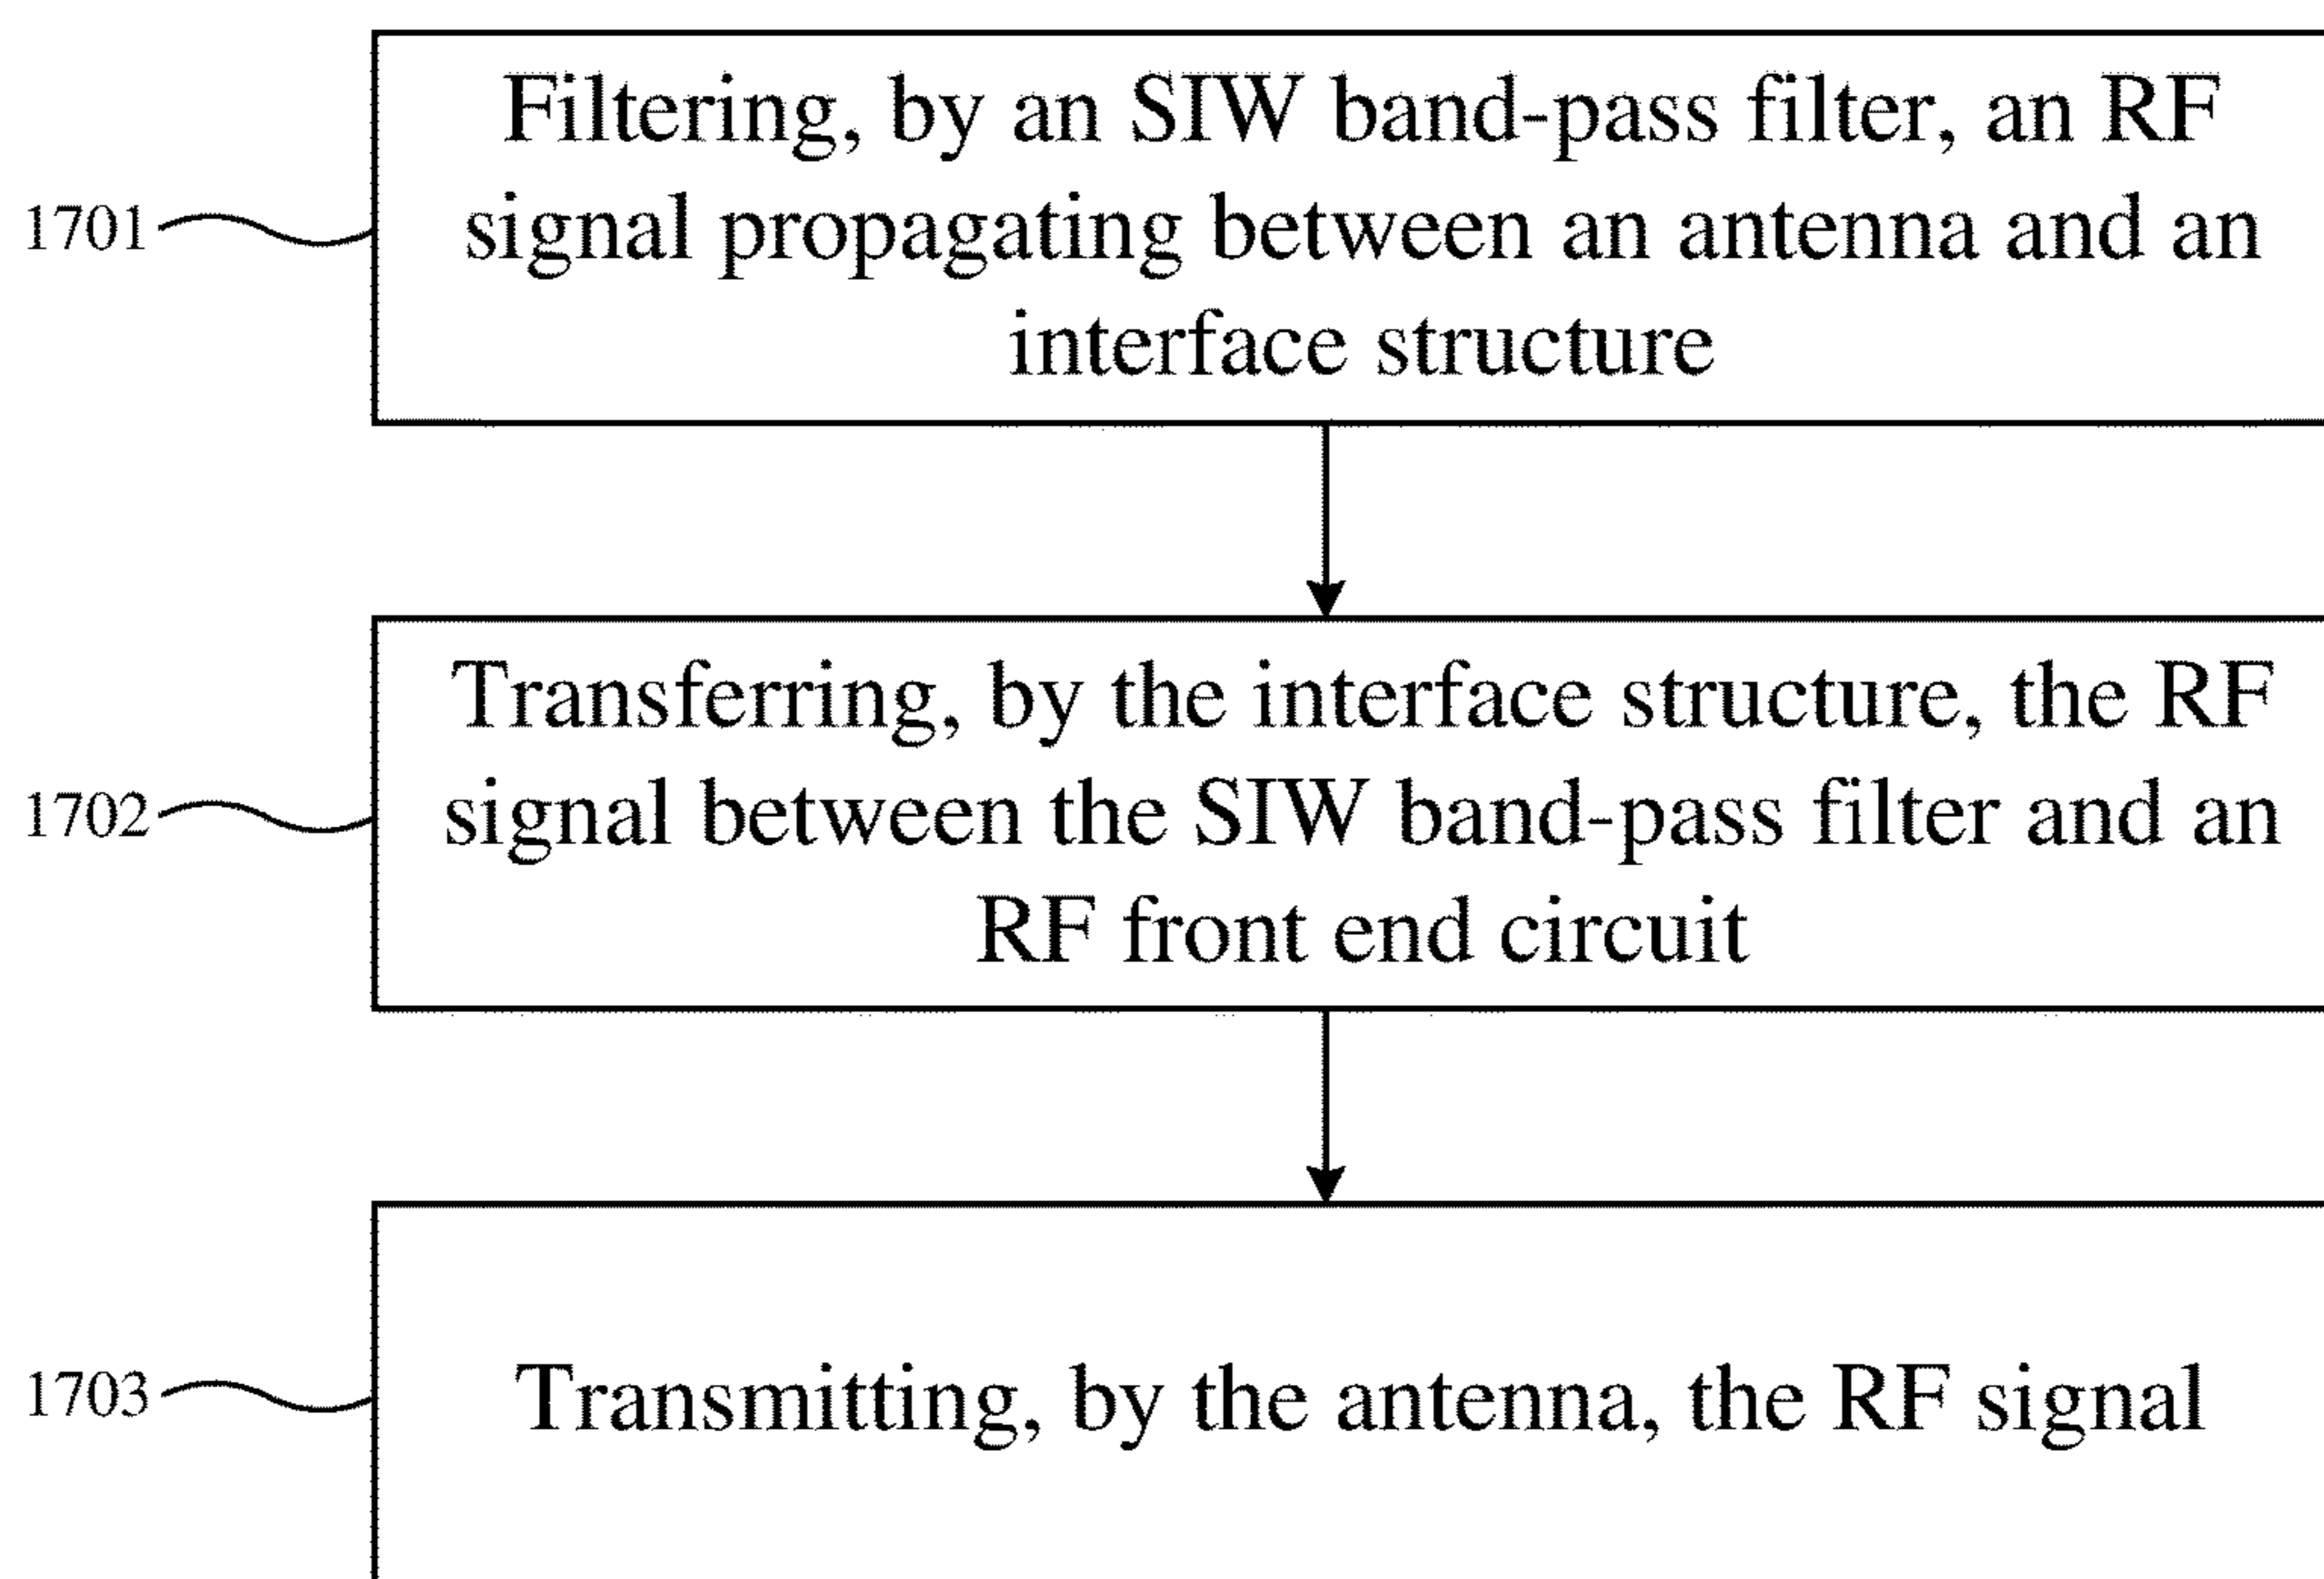 Filtering, by an SIW band-pass filter, an RF
1701 signal propagating between an antenna and an
interface structure
Transferring, by the interface structure, the RF
1702 signal between the SIW band-pass filter and an
RF front end circuit
1703 Transmitting, by the antenna, the RF signal